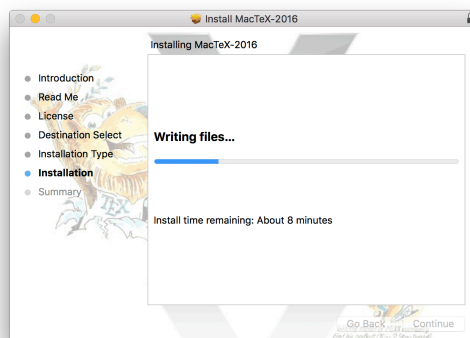 Install MacTeX-2016
Installing MacTeX-2016
Introduction
Read Me
License
Destination Select
Installation Type
Installation
Summary
Writing files...
Install time remaining: About 8 minutes
TEX
Go Back
Continue